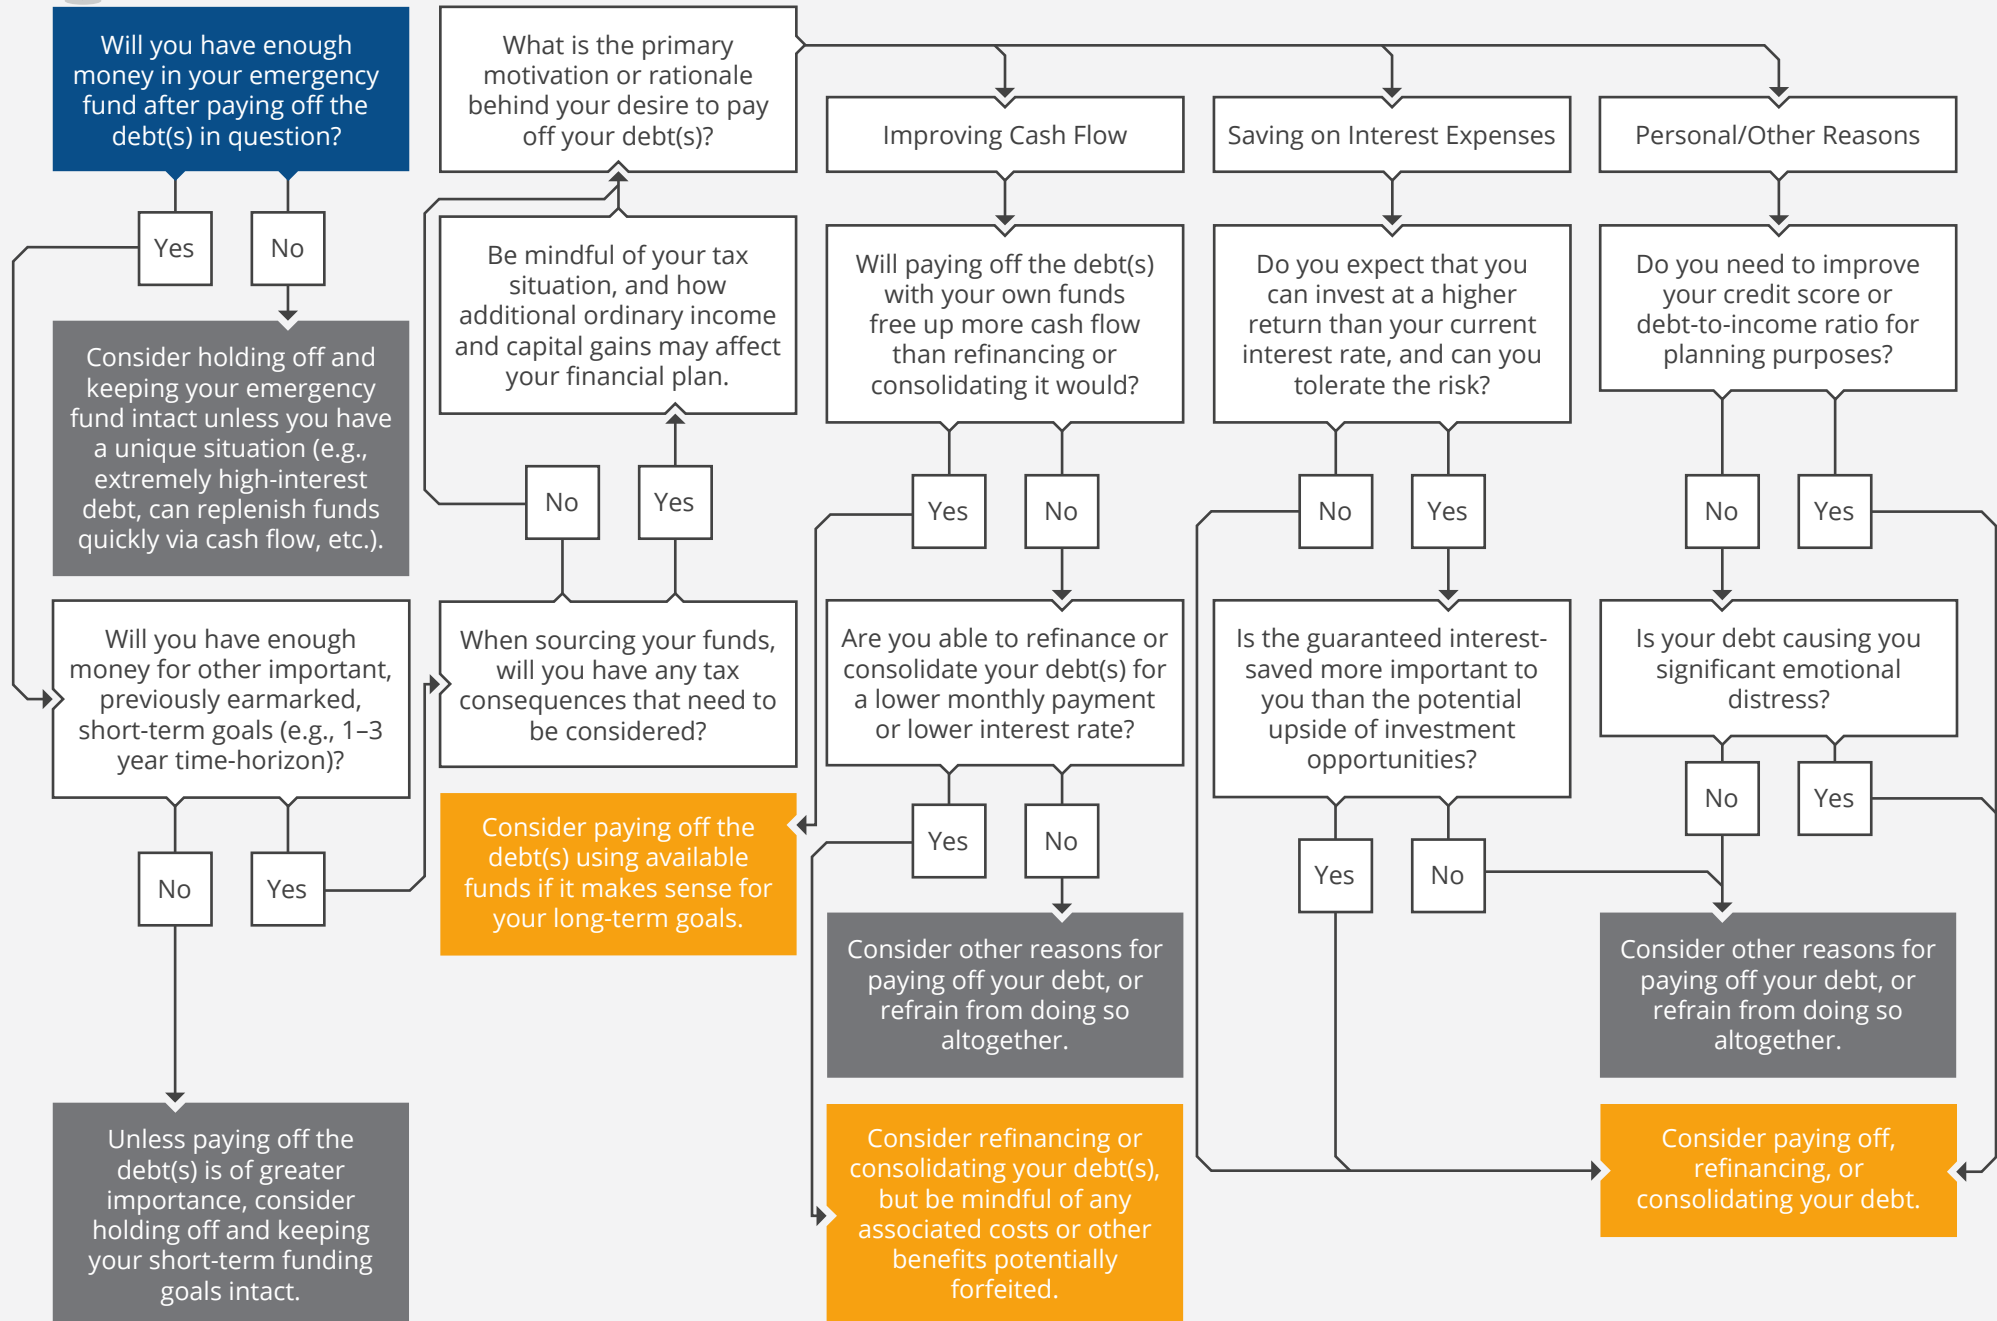 Will you have enough
money in your emergency
fund after paying off the
debt(s) in question?
Yes
No
Consider holding off and
keeping your emergency
fund intact unless you have
a unique situation (e.g.,
extremely high-interest
debt, can replenish funds
quickly via cash flow, etc.).
Will you have enough
money for other important,
previously earmarked,
short-term goals (e.g., 1–3
year time-horizon)?
No
Yes
Unless paying off the
debt(s) is of greater
importance, consider
holding off and keeping
your short-term funding
goals intact.
What is the primary
motivation or rationale
behind your desire to pay
off your debt(s)?
Be mindful of your tax
situation, and how
additional ordinary income
and capital gains may affect
your financial plan.
No
Yes
When sourcing your funds,
will you have any tax
consequences that need to
be considered?
Consider paying off the
debt(s) using available
funds if it makes sense for
your long-term goals.
Improving Cash Flow
Will paying off the debt(s)
with your own funds
free up more cash flow
than refinancing or
consolidating it would?
Yes
No
Are you able to refinance or
consolidate your debt(s) for
a lower monthly payment
or lower interest rate?
Yes
No
Consider other reasons for
paying off your debt, or
refrain from doing so
altogether.
Consider refinancing or
consolidating your debt(s),
but be mindful of any
associated costs or other
benefits potentially
forfeited.
Saving on Interest Expenses
Do you expect that you
can invest at a higher
return than your current
interest rate, and can you
tolerate the risk?
No
Yes
Is the guaranteed interest-
saved more important to
you than the potential
upside of investment
opportunities?
Yes
No
Personal/Other Reasons
Do you need to improve
your credit score or
debt-to-income ratio for
planning purposes?
No
Yes
Is your debt causing you
significant emotional
distress?
No
Yes
Consider other reasons for
paying off your debt, or
refrain from doing so
altogether.
Consider paying off,
refinancing, or
consolidating your debt.